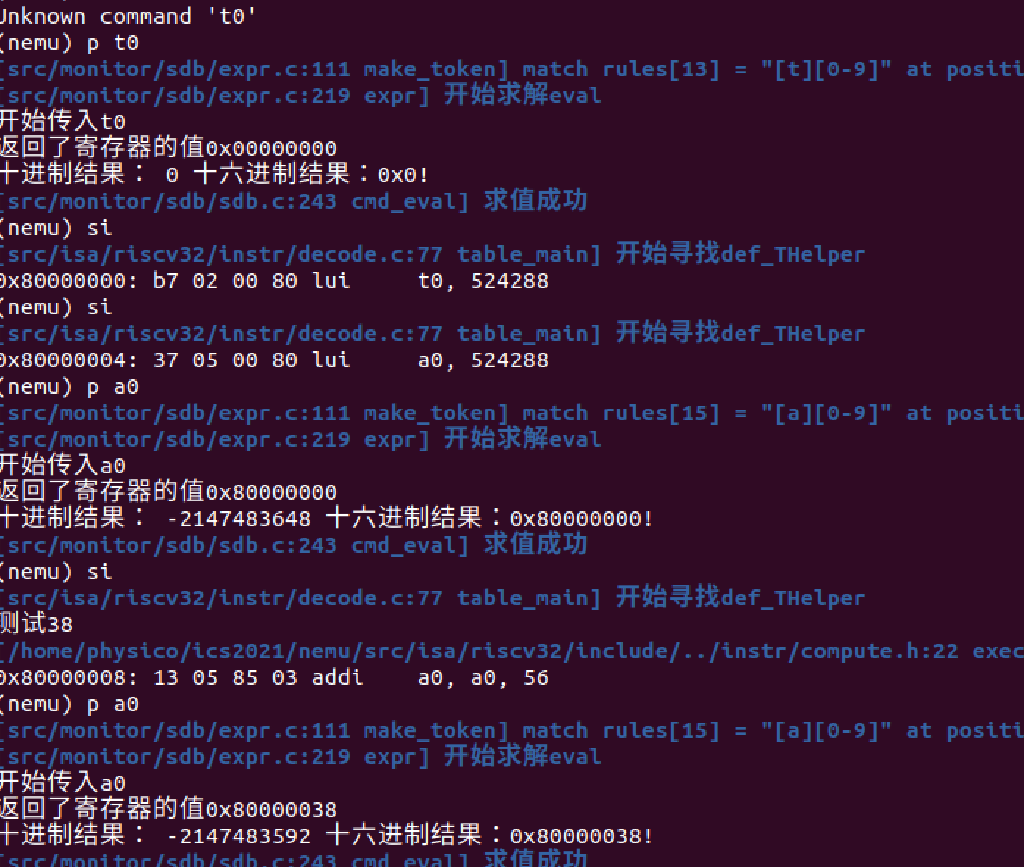 Unknown command 't0'
(nemu) p t0
[src/monitor/sdb/expr.c:111 make_token] match rules[13] = "[t][0-9]" at positi
[src/monitor/sdb/expr.c:219 expr] 开始求解eval
开始传入t0
返回了寄存器的值0x00000000
十进制结果： 0 十六进制结果：0x0!
[src/monitor/sdb/sdb.c:243 cmd_eval] 求值成功
(nemu) si
[src/isa/riscv32/instr/decode.c:77 table_main] 开始寻找def_THelper
0x80000000: b7 02 00 80 lui     t0, 524288
(nemu) si
[src/isa/riscv32/instr/decode.c:77 table_main] 开始寻找def_THelper
0x80000004: 37 05 00 80 lui     a0, 524288
(nemu) p a0
[src/monitor/sdb/expr.c:111 make_token] match rules[15] = "[a][0-9]" at positi
[src/monitor/sdb/expr.c:219 expr] 开始求解eval
开始传入a0
返回了寄存器的值0x80000000
十进制结果： -2147483648 十六进制结果：0x80000000!
[src/monitor/sdb/sdb.c:243 cmd_eval] 求值成功
(nemu) si
[src/isa/riscv32/instr/decode.c:77 table_main] 开始寻找def_THelper
测试38
[/home/physico/ics2021/nemu/src/isa/riscv32/include/../instr/compute.h:22 exec
0x80000008: 13 05 85 03 addi    a0, a0, 56
(nemu) p a0
[src/monitor/sdb/expr.c:111 make_token] match rules[15] = "[a][0-9]" at positi
[src/monitor/sdb/expr.c:219 expr] 开始求解eval
开始传入a0
返回了寄存器的值0x80000038
十进制结果： -2147483592 十六进制结果：0x80000038!
[src/monitor/sdb/sdb.c:243 cmd_eval] 求值成功